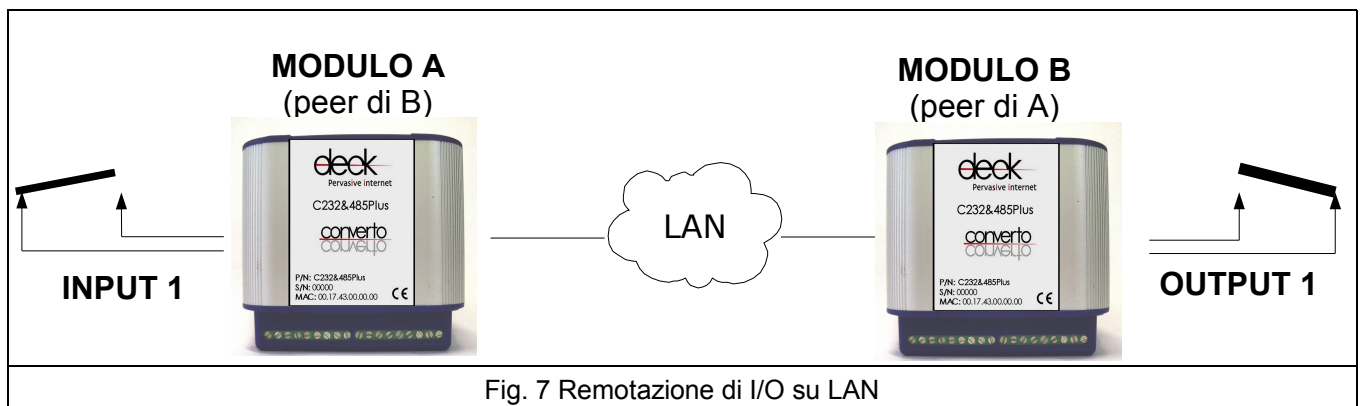 MODULO A
(peer di B)
deck
Pervasive internet
C232&485Plus
converto
P/N: C232&485Plus
S/N: 00000
MAC: 00.17.43.00.00.00 CE
INPUT 1
LAN
MODULO B
(peer di A)
deck
Pervasive internet
C232&485Plus
converto
P/N: C232&485Plus
S/N: 00000
MAC: 00.17.43.00.00.00 CE
OUTPUT 1
Fig. 7 Remotazione di I/O su LAN